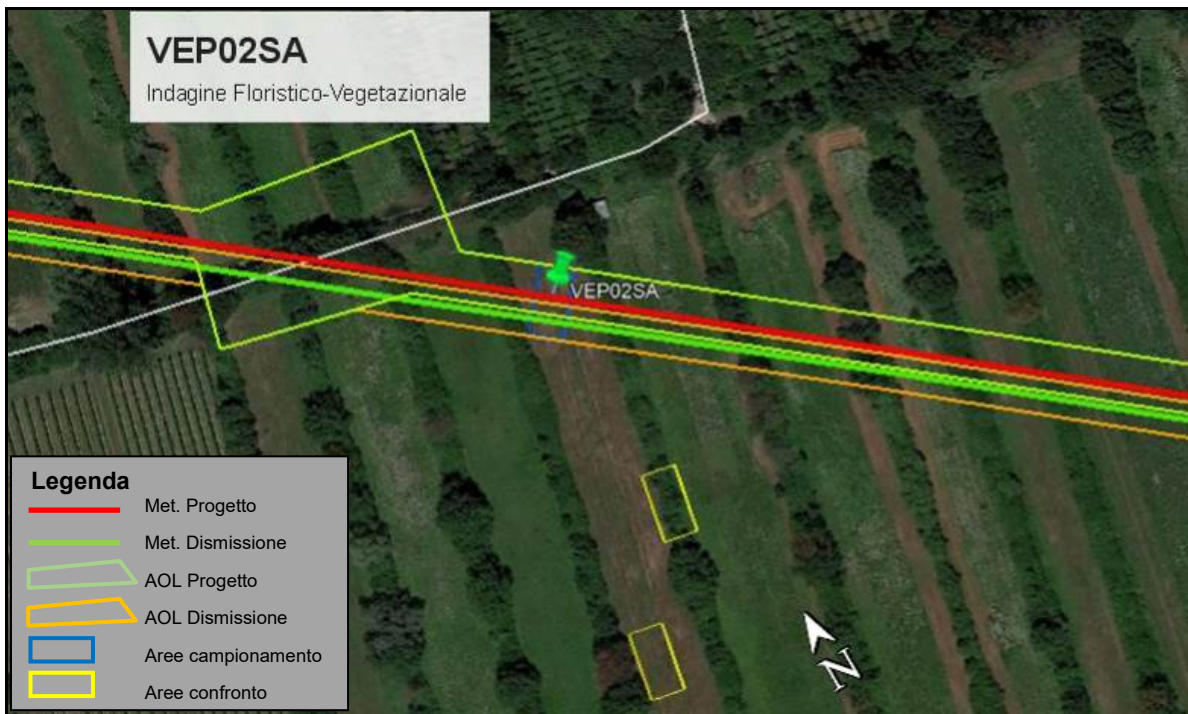 VEP02SA
Indagine Floristico-Vegetazionale
VEP02SA
Legenda
Met. Progetto
Met. Dismissione
AOL Progetto
AOL Dismissione
Aree campionamento
Aree confronto
N